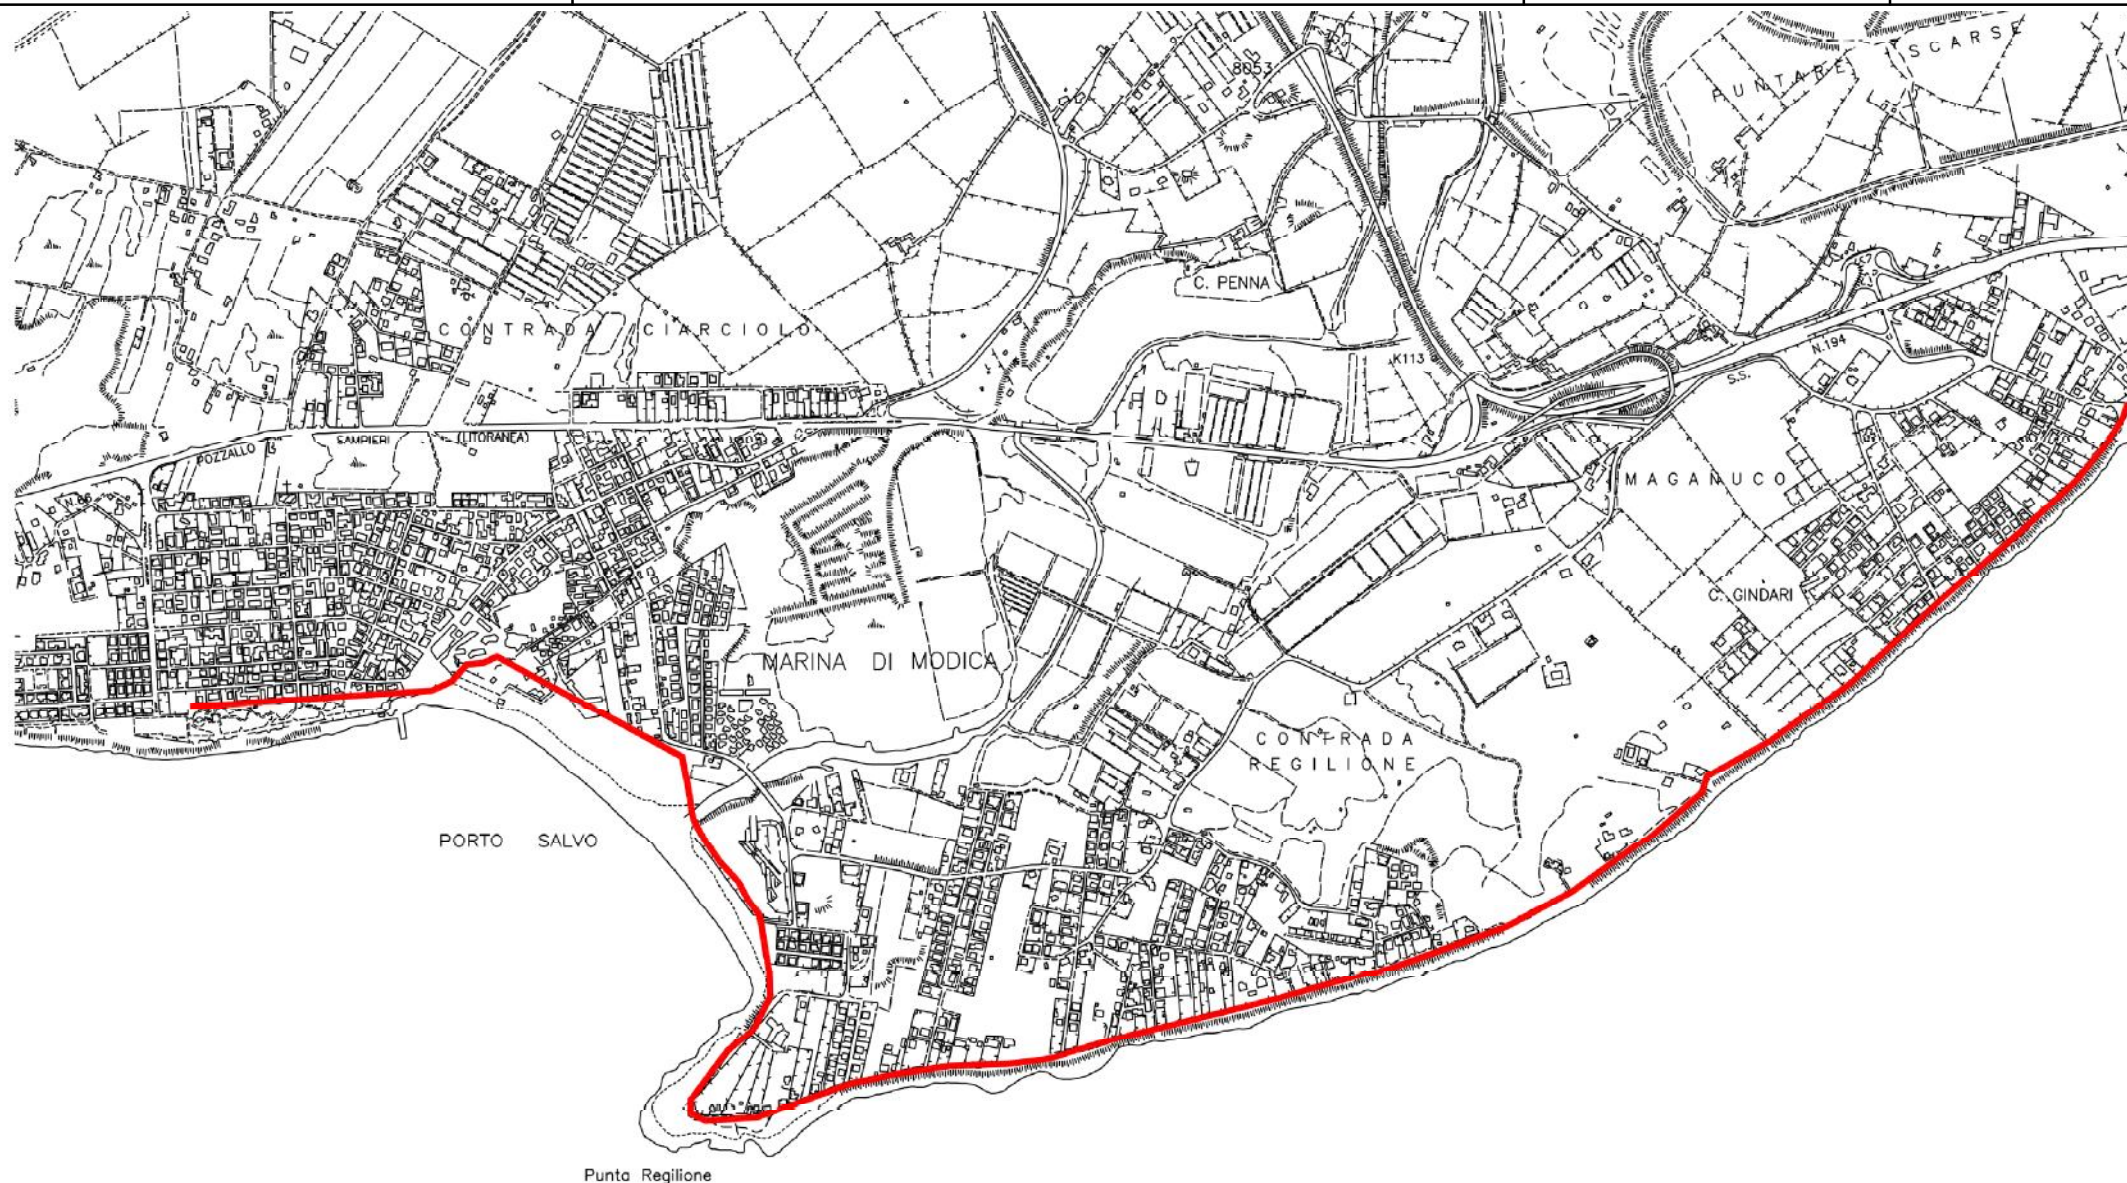 PUNTARE SCARSE
8053
C. PENNA
CONTRADA CIARCIOLO
K113
N.194
S.S.
POZZALLO SAMPIERI (LITORANEA)
N.66
MAGANUCO
C. GINDARI
MARINA DI MODICA
CONTRADA
REGILIONE
PORTO SALVO
Punta Regilione